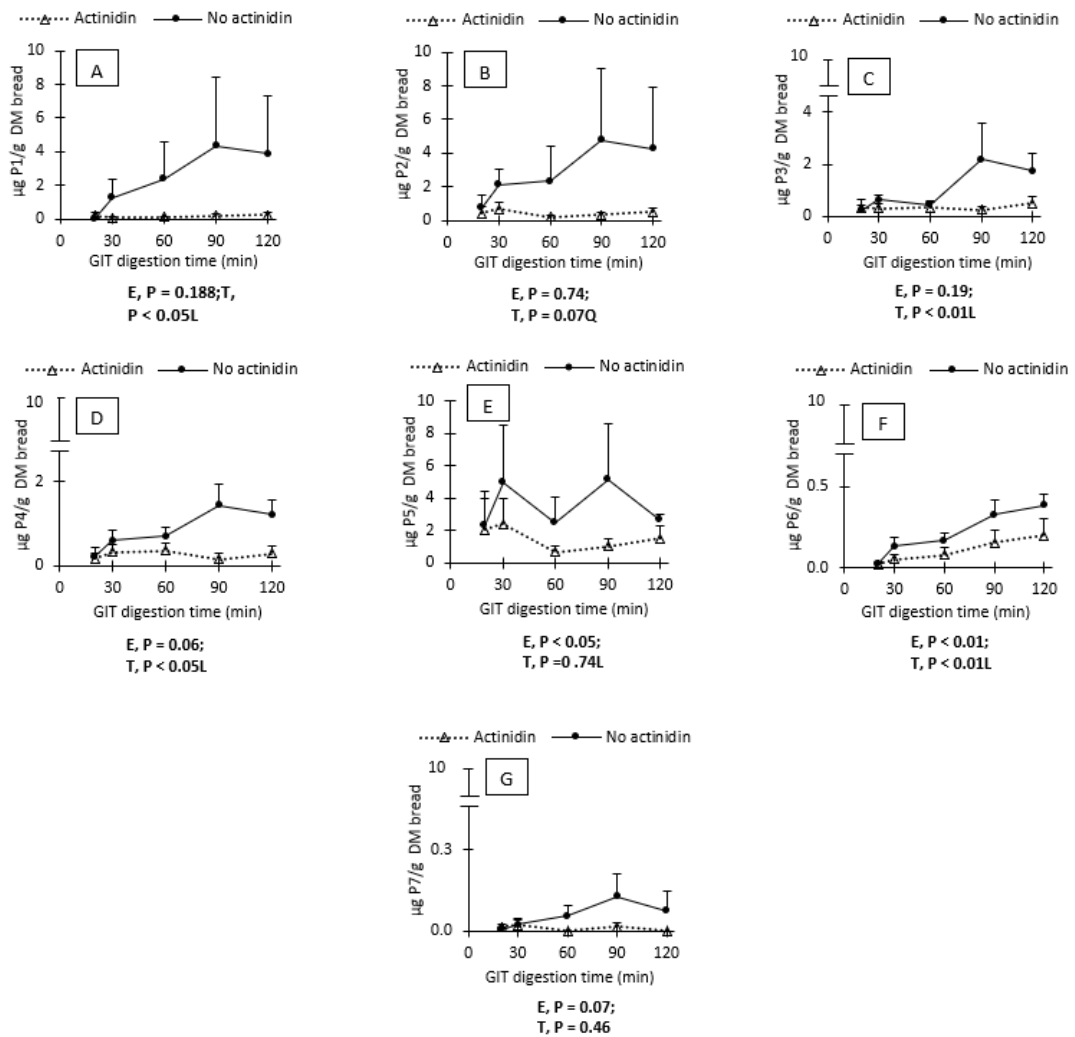 Actinidin No actinidin
A
µg P1/g DM bread
10
8
6
4
2
0
0 30 60 90 120
GIT digestion time (min)
E, P = 0.188;T,
P < 0.05L
Actinidin No actinidin
B
µg P2/g DM bread
10
8
6
4
2
0
0 30 60 90 120
GIT digestion time (min)
E, P = 0.74;
T, P = 0.07Q
Actinidin No actinidin
C
µg P3/g DM bread
10
4
2
0
0 30 60 90 120
GIT digestion time (min)
E, P = 0.19;
T, P < 0.01L
Actinidin No actinidin
D
µg P4/g DM bread
10
2
0
0 30 60 90 120
GIT digestion time (min)
E, P = 0.06;
T, P < 0.05L
Actinidin No actinidin
E
µg P5/g DM bread
10
8
6
4
2
0
0 30 60 90 120
GIT digestion time (min)
E, P < 0.05;
T, P =0 .74L
Actinidin No actinidin
F
µg P6/g DM bread
10
0.5
0.0
0 30 60 90 120
GIT digestion time (min)
E, P < 0.01;
T, P < 0.01L
Actinidin No actinidin
G
µg P7/g DM bread
10
0.3
0.0
0 30 60 90 120
GIT digestion time (min)
E, P = 0.07;
T, P = 0.46